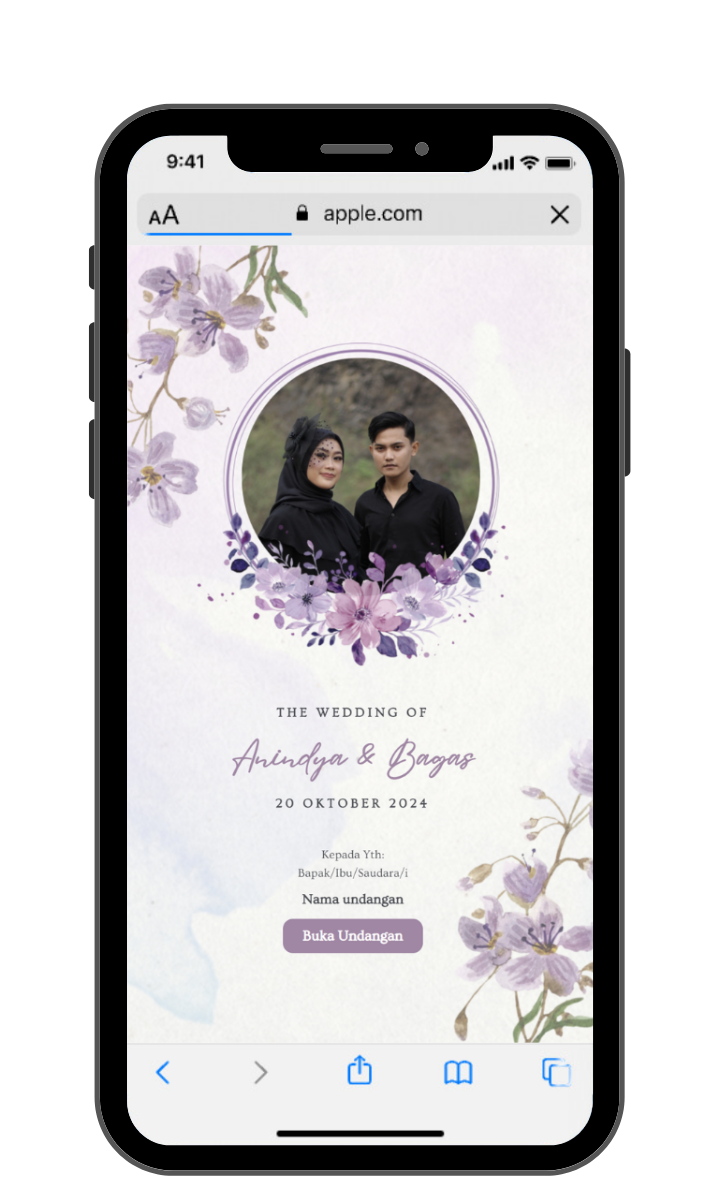 9:41
AA apple.com
THE WEDDING OF
Anindya & Bagas
20 OKTOBER 2024
Kepada Yth:
Bapak/Ibu/Saudara/i
Nama undangan
Buka Undangan